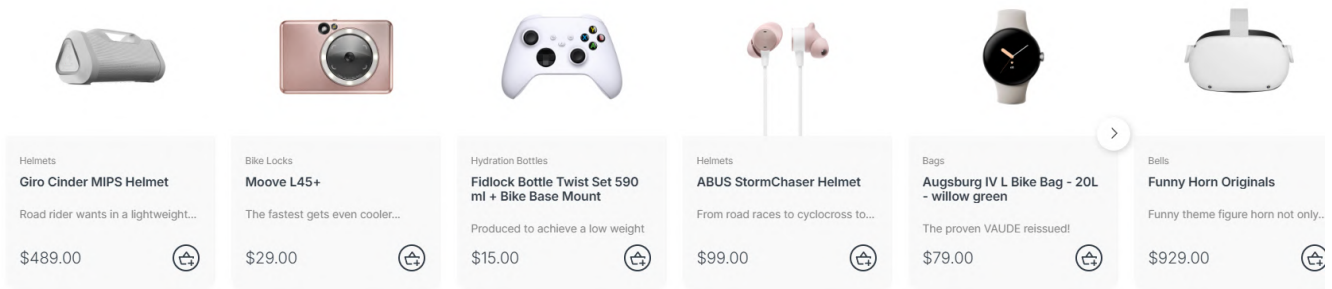 Helmets
Giro Cinder MIPS Helmet
Road rider wants in a lightweight...
$489.00
Bike Locks
Moove L45+
The fastest gets even cooler...
$29.00
Hydration Bottles
Fidlock Bottle Twist Set 590
ml + Bike Base Mount
Produced to achieve a low weight
$15.00
Helmets
ABUS StormChaser Helmet
From road races to cyclocross to...
$99.00
Bags
Augsburg IV L Bike Bag - 20L
- willow green
The proven VAUDE reissued!
$79.00
Bells
Funny Horn Originals
Funny theme figure horn not only...
$929.00